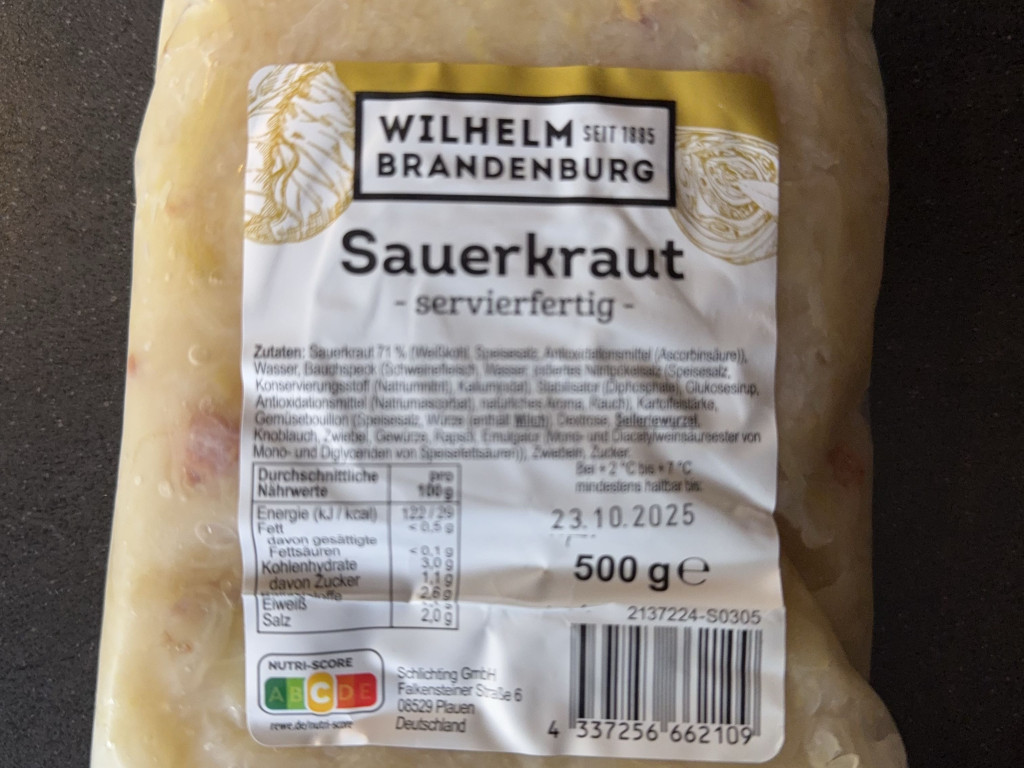 WILHELM SEIT 1885
BRANDENBURG
Sauerkraut
- servierfertig -
Zutaten: Sauerkraut 71 % (Weißkohl, Speisesalz, Antioxidationsmittel (Ascorbinsäure)),
Wasser, Bauchspeck (Schweinefleisch, Wasser, jodiertes Nitritpökelsalz (Speisesalz,
Konservierungsstoff (Natriumnitrit), Kaliumjodat), Stabilisator (Diphosphate), Glukosesirup,
Antioxidationsmittel (Natriumascorbat), natürliches Aroma, Rauch), Kartoffelstärke,
Gemüsebouillon (Speisesalz, Würze (enthält Milch), Dextrose, Selleriewurzel,
Knoblauch, Zwiebel, Gewürze, Rapsöl, Emulgator (Mono- und Diacetylweinsäureester von
Mono- und Diglyceriden von Speisefettsäuren)), Zwiebeln, Zucker.
Bei + 2 °C bis + 7 °C
mindestens haltbar bis:
23.10.2025
500 g e
Durchschnittliche pro
Nährwerte 100 g
Energie (kJ / kcal) 122 / 29
Fett < 0,5 g
davon gesättigte
Fettsäuren < 0,1 g
Kohlenhydrate 3,0 g
davon Zucker 1,1 g
2,6 g
Eiweiß
Salz 2,0 g
2137224-S0305
NUTRI-SCORE
A B C D E
rewe.de/nutri-score
Schlichting GmbH
Falkensteiner Straße 6
08529 Plauen
Deutschland
4 337256 662109